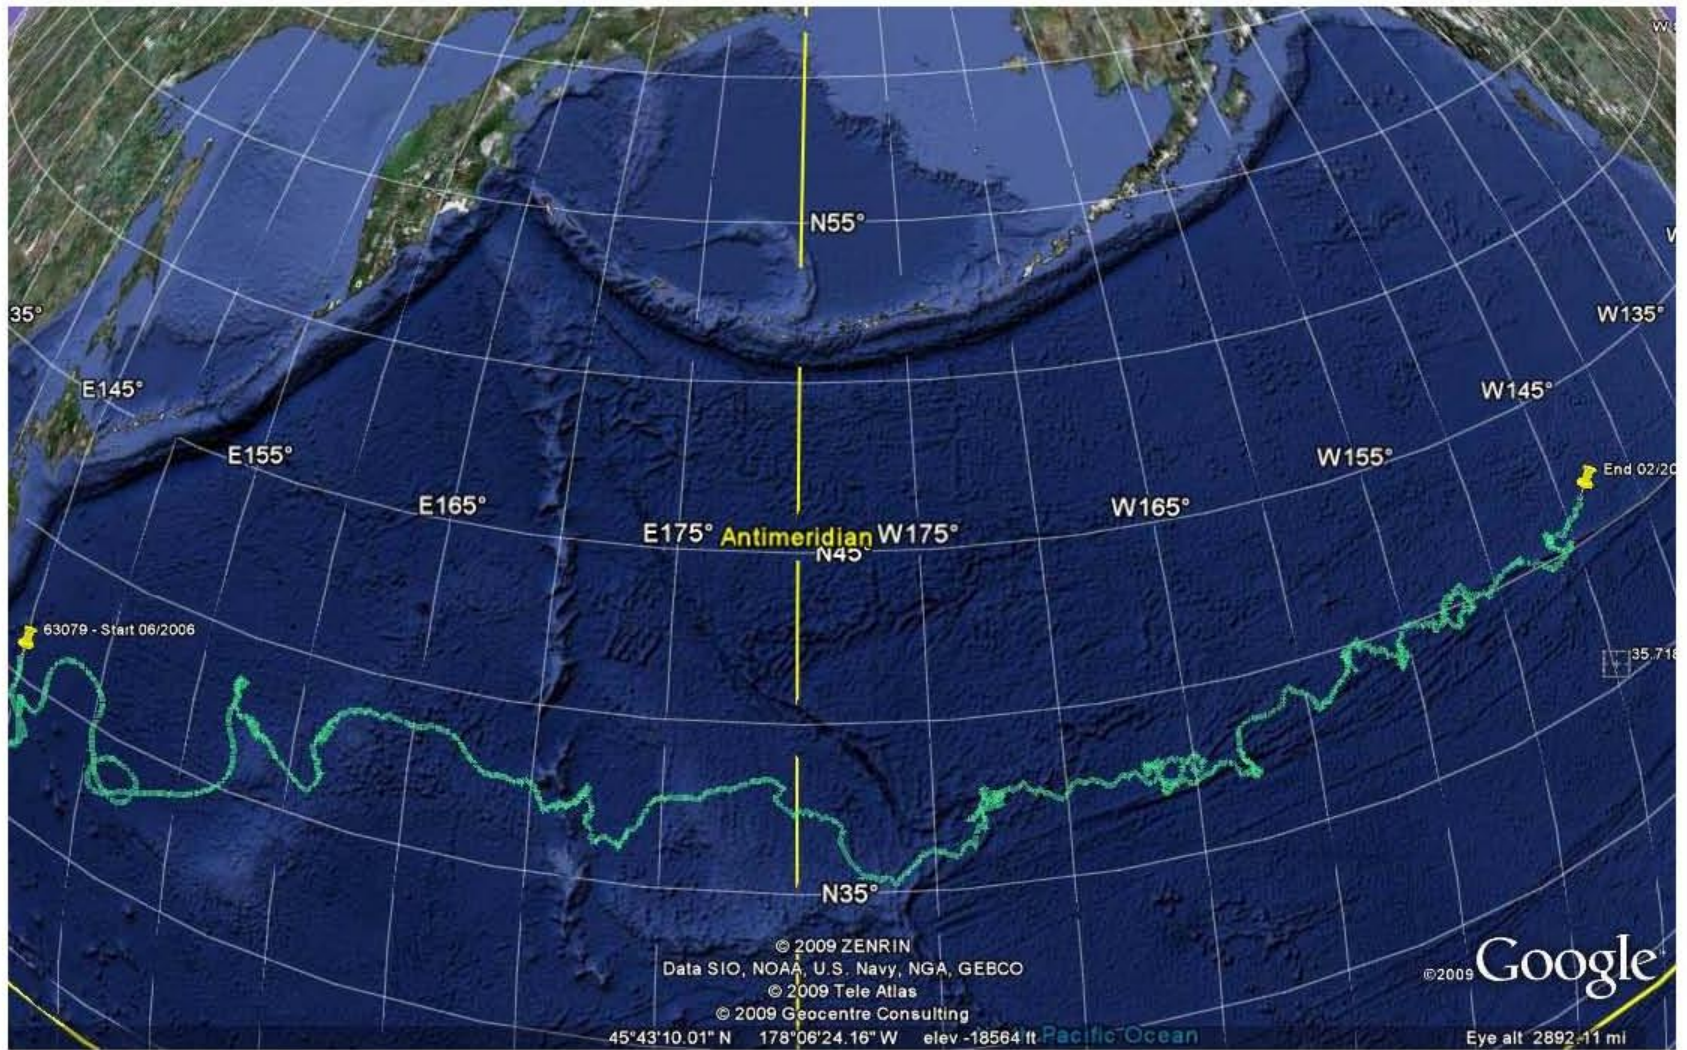 W
N55°
W
35°
W135°
E145°
W145°
E155°
W155°
End 02/20
E165°
W165°
E175° Antimeridian W175°
N45°
63079 - Start 06/2006
35.718
N35°
© 2009 ZENRIN
Data SIO, NOAA, U.S. Navy, NGA, GEBCO
© 2009 Tele Atlas
© 2009 Geocentre Consulting
©2009 Google
45°43'10.01" N 178°06'24.16" W elev -18564 ft Pacific Ocean Eye alt 2892.11 mi